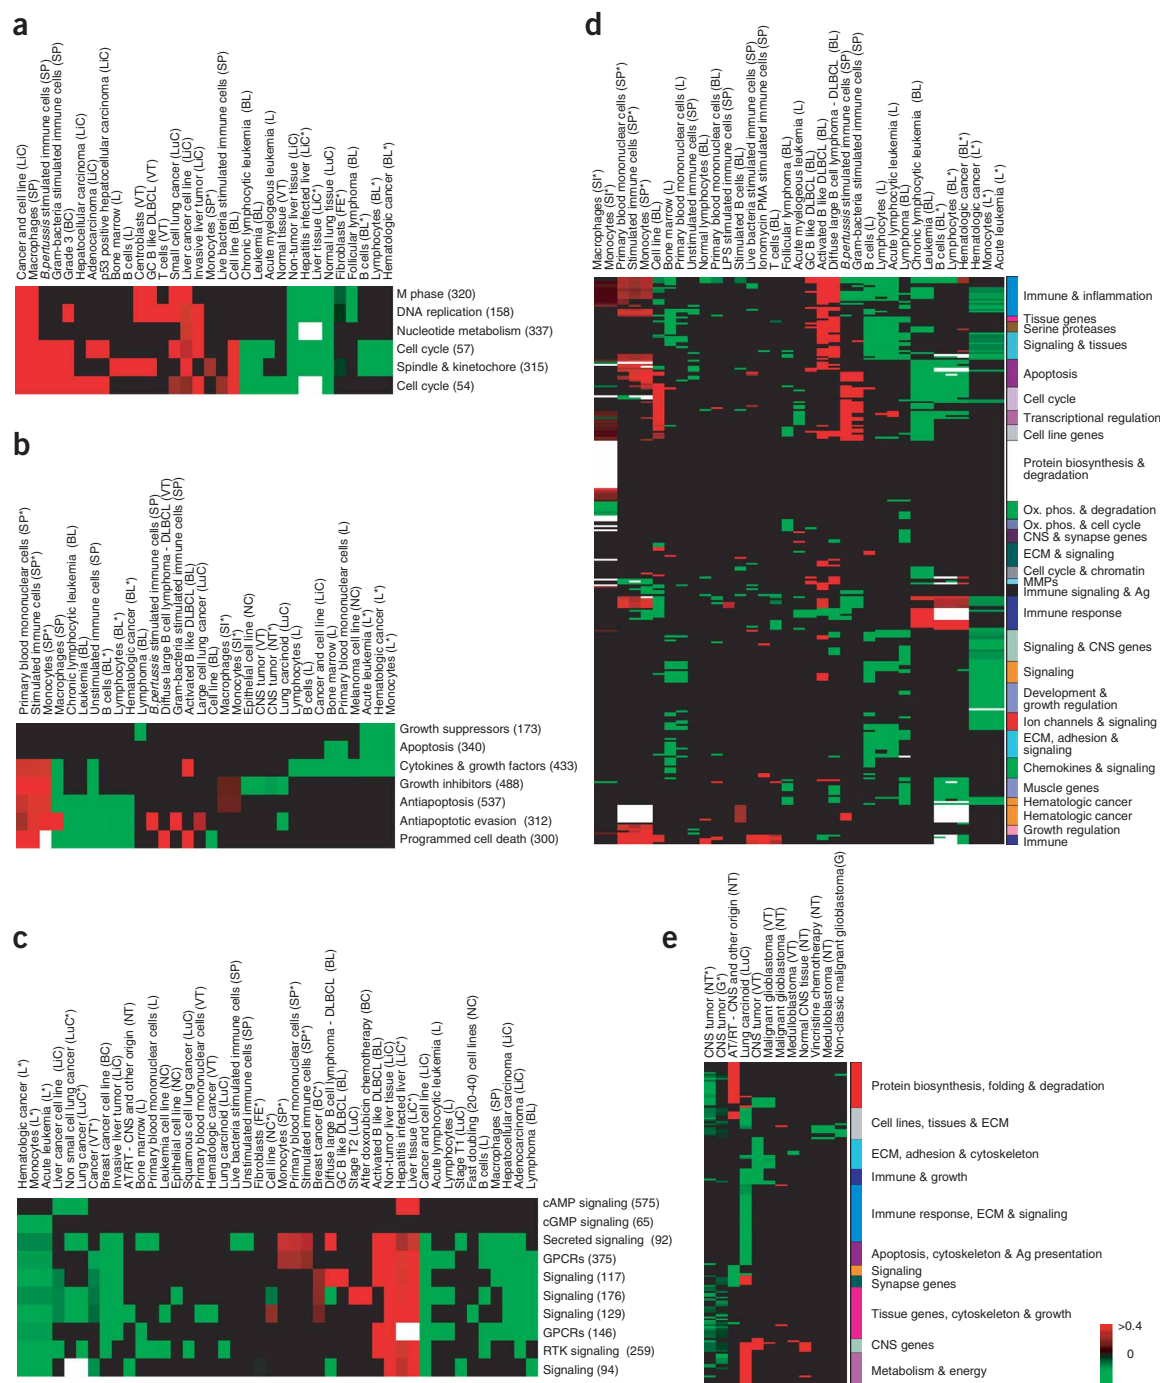 a
Cancer and cell line (LiC)
Macrophages (SP)
B.pertussis stimulated immune cells (SP)
Gram-bacteria stimulated immune cells (SP)
Grade 3 (BC)
Hepatocellular carcinoma (LiC)
Adenocarcinoma (LiC)
p53 positive hepatocellular carcinoma (LiC)
Bone marrow (L)
B cells (L)
Centroblasts (VT)
GC B like DLBCL (VT)
T cells (VT)
Small cell lung cancer (LuC)
Liver cancer cell line (LiC)
Invasive liver tumor (LiC)
Monocytes (SP*)
Live bacteria stimulated immune cells (SP)
Cell line (BL)
Chronic lymphocytic leukemia (BL)
Leukemia (BL)
Acute myelogenous leukemia (L)
Normal tissue (VT)
Non-tumor liver tissue (LiC)
Hepatitis infected liver (LiC*)
Liver tissue (LiC*)
Normal lung tissue (LuC)
Fibroblasts (FE*)
Follicular lymphoma (BL)
B cells (BL*)
Lymphocytes (BL*)
Hematologic cancer (BL*)
M phase (320)
DNA replication (158)
Nucleotide metabolism (337)
Cell cycle (57)
Spindle & kinetochore (315)
Cell cycle (54)
b
Primary blood mononuclear cells (SP*)
Stimulated immune cells (SP*)
Monocytes (SP*)
Macrophages (SP)
Chronic lymphocytic leukemia (BL)
Leukemia (BL)
Unstimulated immune cells (SP)
B cells (BL*)
Lymphocytes (BL*)
Hematologic cancer (BL*)
Lymphoma (BL)
B.pertussis stimulated immune cells (SP)
Diffuse large B cell lymphoma - DLBCL (VT)
Gram-bacteria stimulated immune cells (SP)
Activated B like DLBCL (BL)
Large cell lung cancer (LuC)
Cell line (BL)
Macrophages (SI*)
Monocytes (SI*)
Epithelial cell line (NC)
CNS tumor (VT)
CNS tumor (NT*)
Lung carcinoid (LuC)
Lymphocytes (L)
B cells (L)
Cancer and cell line (LiC)
Bone marrow (L)
Primary blood mononuclear cells (L)
Melanoma cell line (NC)
Acute leukemia (L*)
Hematologic cancer (L*)
Monocytes (L*)
Growth suppressors (173)
Apoptosis (340)
Cytokines & growth factors (433)
Growth inhibitors (488)
Antiapoptosis (537)
Antiapoptotic evasion (312)
Programmed cell death (300)
c
Hematologic cancer (L*)
Monocytes (L*)
Acute leukemia (L*)
Liver cancer cell line (LiC)
Non small cell lung cancer (LuC*)
Lung cancer (LuC*)
Cancer (VT*)
Breast cancer cell line (BC)
Invasive liver tumor (LiC)
AT/RT - CNS and other origin (NT)
Bone marrow (L)
Primary blood mononuclear cells (L)
Leukemia cell line (NC)
Epithelial cell line (NC)
Squamous cell lung cancer (LuC)
Primary blood mononuclear cells (VT)
Hematologic cancer (VT)
Lung carcinoid (LuC)
Live bacteria stimulated immune cells (SP)
Unstimulated immune cells (SP)
Fibroblasts (FE*)
Cell line (NC*)
Monocytes (SP*)
Primary blood mononuclear cells (SP*)
Stimulated immune cells (SP*)
Breast cancer (BC*)
Diffuse large B cell lymphoma - DLBCL (BL)
GC B like DLBCL (BL)
Stage T2 (LiC)
After doxorubicin chemotherapy (BC)
Activated B like DLBCL (BL)
Non-tumor liver tissue (LiC)
Hepatitis infected liver (LiC*)
Liver tissue (LiC*)
Cancer and cell line (LiC)
Acute lymphocytic leukemia (L)
Lymphocytes (L)
Stage T1 (LuC)
Fast doubling (20-40) cell lines (NC)
B cells (L)
Macrophages (SP)
Hepatocellular carcinoma (LiC)
Adenocarcinoma (LiC)
Lymphoma (BL)
cAMP signaling (575)
cGMP signaling (65)
Secreted signaling (92)
GPCRs (375)
Signaling (117)
Signaling (176)
Signaling (129)
GPCRs (146)
RTK signaling (259)
Signaling (94)
d
Macrophages (SI*)
Monocytes (SI*)
Primary blood mononuclear cells (SP*)
Stimulated immune cells (SP*)
Monocytes (SP*)
Cell line (BL)
Bone marrow (L)
Primary blood mononuclear cells (L)
Unstimulated immune cells (SP)
Normal lymphocytes (BL)
Primary blood mononuclear cells (BL)
LPS stimulated immune cells (SP)
Stimulated B cells (BL)
Live bacteria stimulated immune cells (SP)
Ionomycin PMA stimulated immune cells (SP)
T cells (BL)
Follicular lymphoma (BL)
Acute myelogenous leukemia (L)
GC B like DLBCL (BL)
Activated B like DLBCL (BL)
Diffuse large B cell lymphoma - DLBCL (BL)
B.pertussis stimulated immune cells (SP)
Gram-bacteria stimulated immune cells (SP)
B cells (L)
Lymphocytes (L)
Acute lymphocytic leukemia (L)
Lymphoma (BL)
Chronic lymphocytic leukemia (BL)
Leukemia (BL)
B cells (BL*)
Lymphocytes (BL*)
Hematologic cancer (BL*)
Hematologic cancer (L*)
Monocytes (L*)
Acute leukemia (L*)
Immune & inflammation
Tissue genes
Serine proteases
Signaling & tissues
Apoptosis
Cell cycle
Transcriptional regulation
Cell line genes
Protein biosynthesis &
degradation
Ox. phos. & degradation
Ox. phos. & cell cycle
CNS & synapse genes
ECM & signaling
Cell cycle & chromatin
MMPs
Immune signaling & Ag
Immune response
Signaling & CNS genes
Signaling
Development &
growth regulation
Ion channels & signaling
ECM, adhesion &
signaling
Chemokines & signaling
Muscle genes
Hematologic cancer
Hematologic cancer
Growth regulation
Immune
e
CNS tumor (NT*)
CNS tumor (G*)
AT/RT - CNS and other origin (NT)
Lung carcinoid (LuC)
CNS tumor (VT)
Malignant glioblastoma (VT)
Malignant glioblastoma (NT)
Medulloblastoma (VT)
Normal CNS tissue (NT)
Vincristine chemotherapy (NT)
Medulloblastoma (NT)
Non-classic malignant glioblastoma(G)
Protein biosynthesis, folding & degradation
Cell lines, tissues & ECM
ECM, adhesion & cytoskeleton
Immune & growth
Immune response, ECM & signaling
Apoptosis, cytoskeleton & Ag presentation
Signaling
Synapse genes
Tissue genes, cytoskeleton & growth
CNS genes
Metabolism & energy
>0.4
0